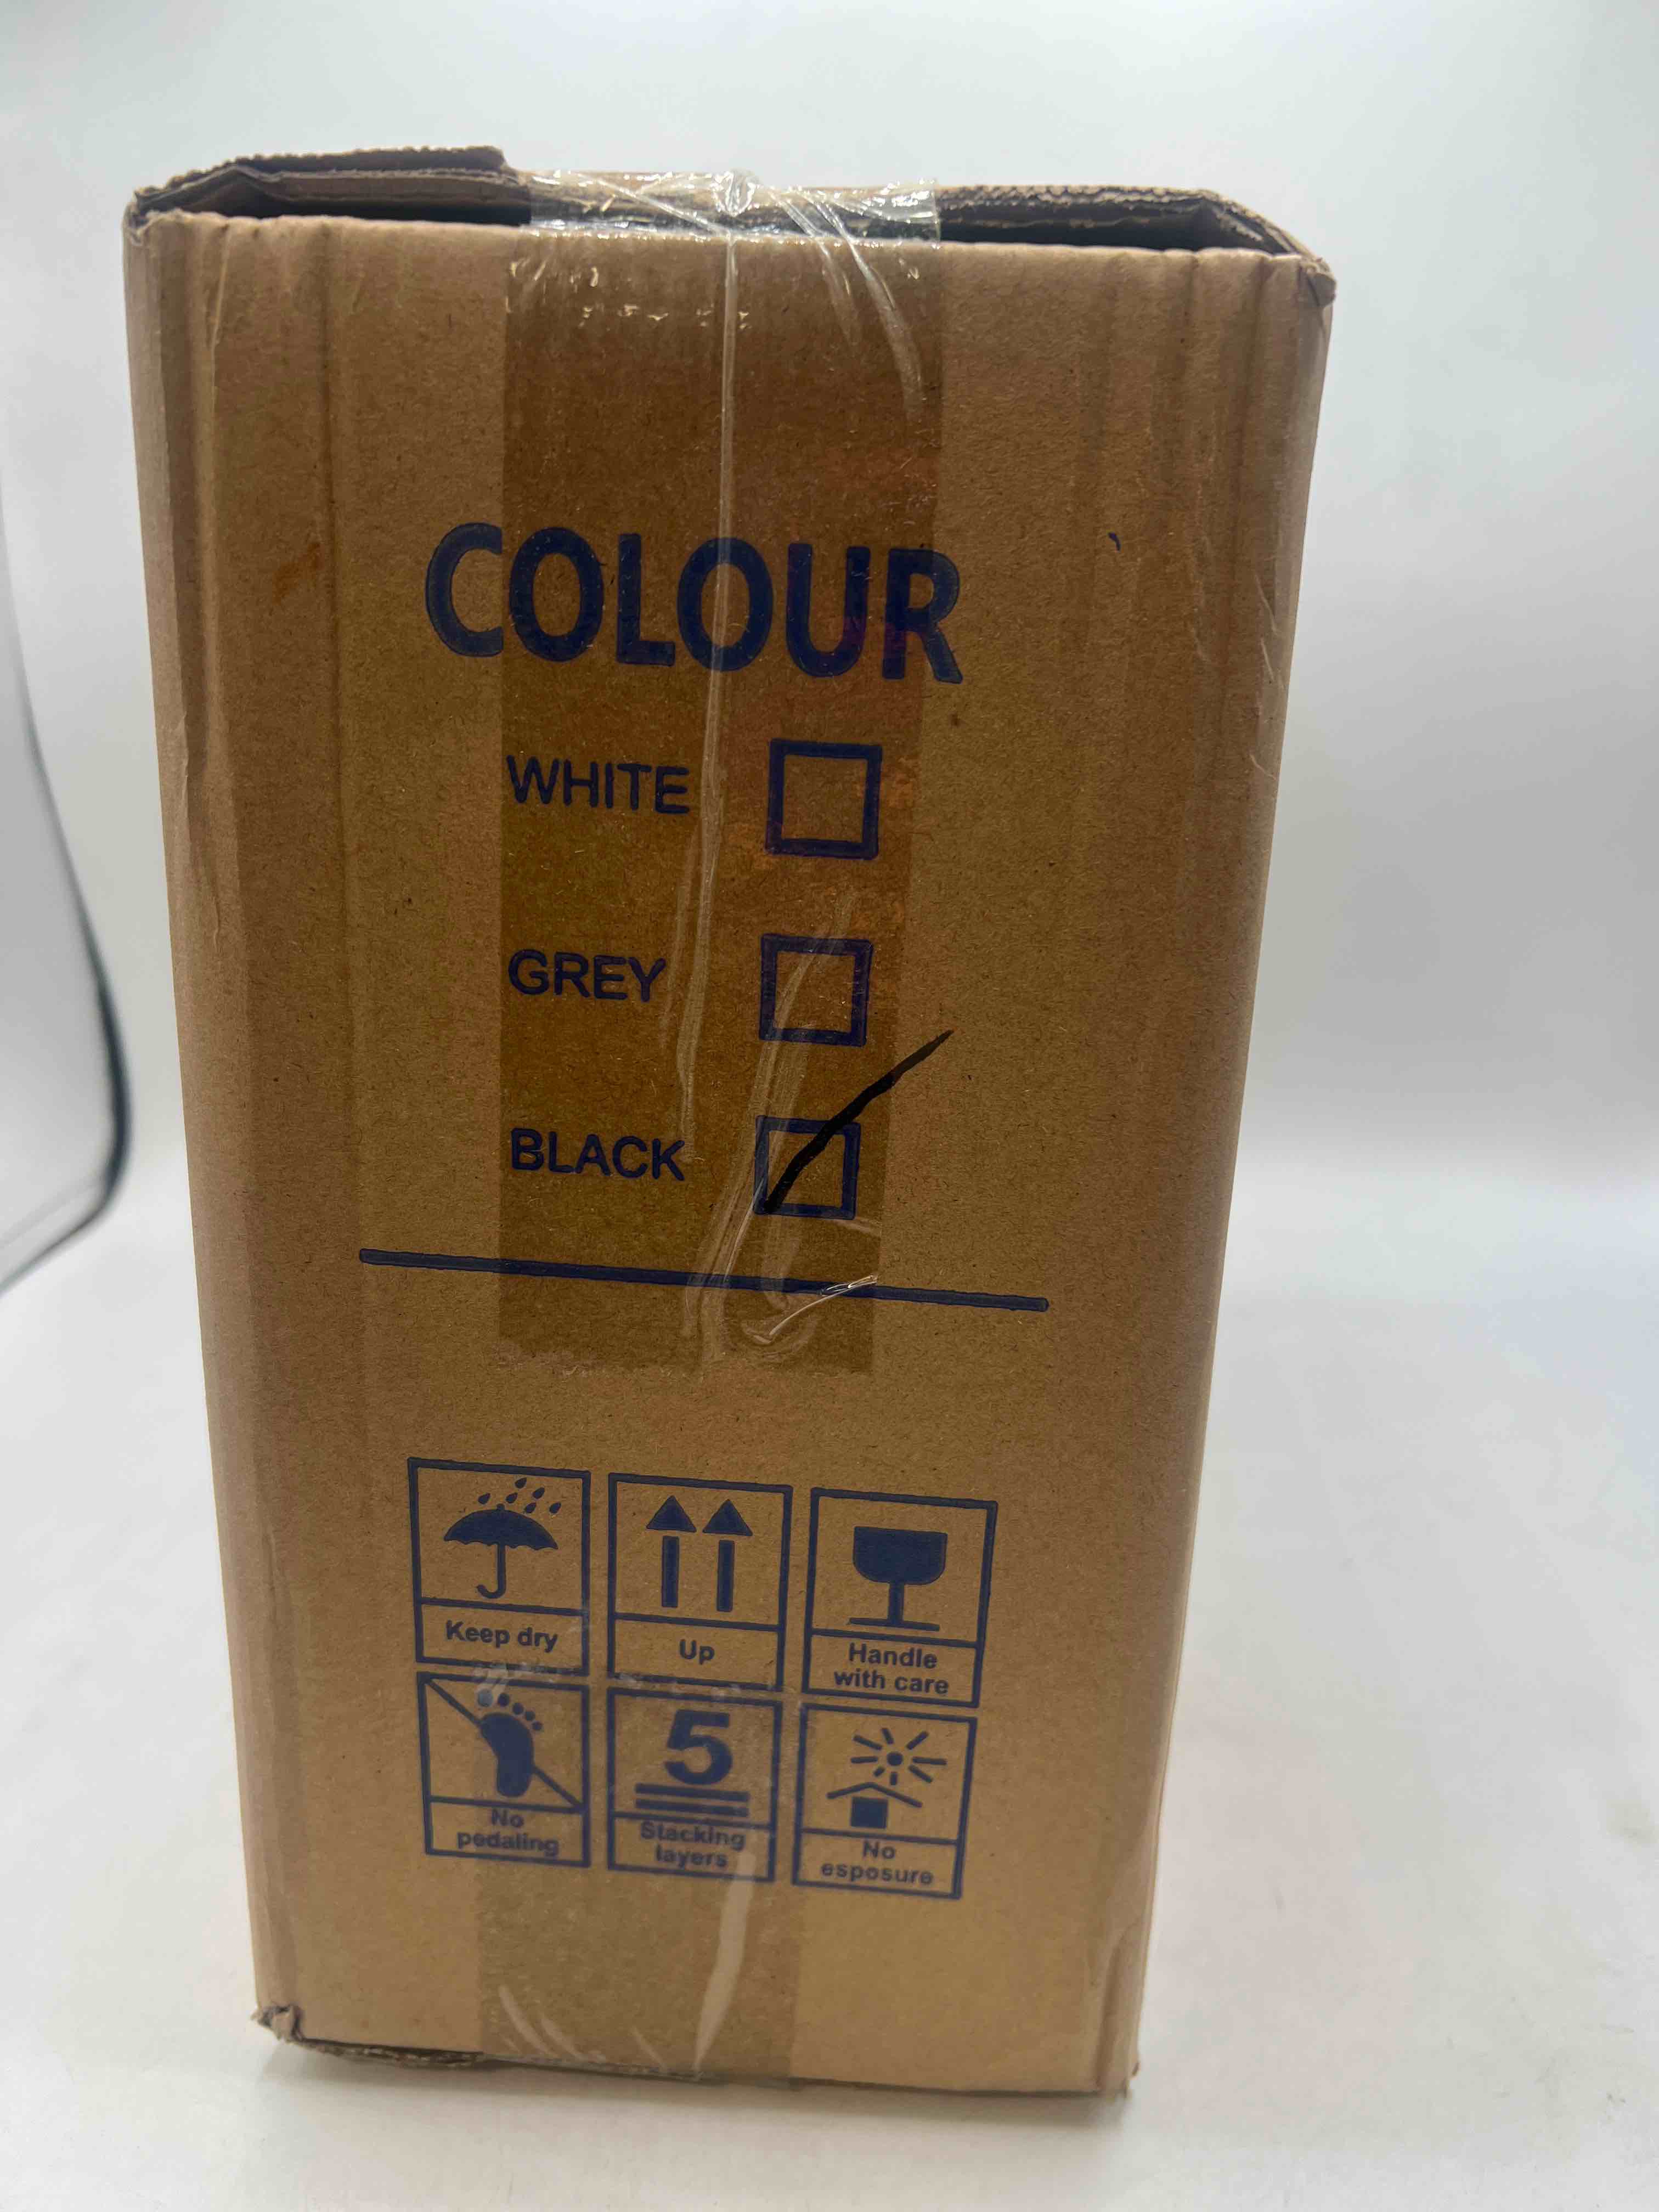 COLOUR
WHITE
GREY
BLACK
Keep dry
Up
Handle
with care
No
pedaling
5
Stacking
layers
No
esposure